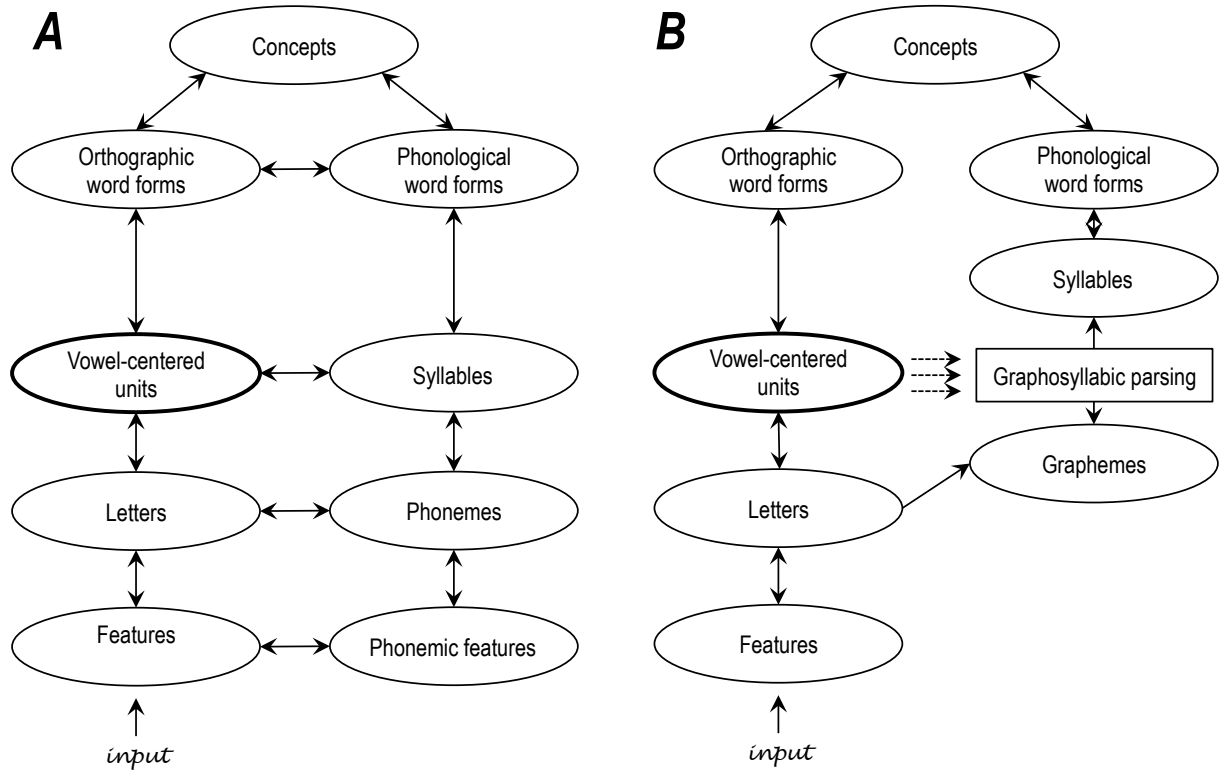 A
Concepts
Orthographic
word forms
Phonological
word forms
Vowel-centered
units
Syllables
Letters
Phonemes
Features
Phonemic features
input
B
Concepts
Orthographic
word forms
Phonological
word forms
Syllables
Vowel-centered
units
Graphosyllabic parsing
Graphemes
Letters
Features
input